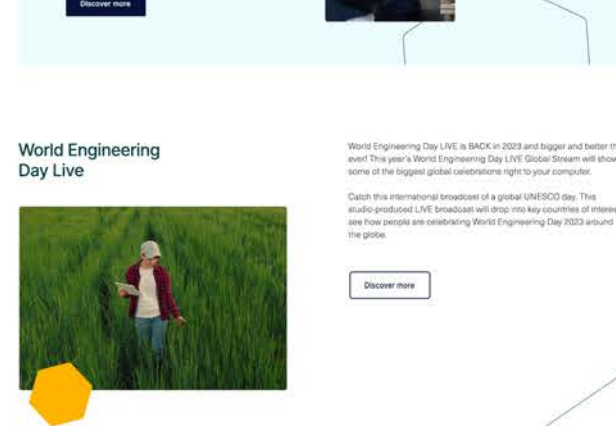 Discover more
World Engineering
Day Live
World Engineering Day LIVE is BACK in 2023 and bigger and better
ever! This year's World Engineering Day LIVE Global Stream will
some of the biggest global celebrations right to your computer.
Catch this international broadcast of a global UNESCO day. This
studio-produced LIVE broadcast will drop into key countries of
see how people are celebrating World Engineering Day 2023 around
the globe.
Discover more